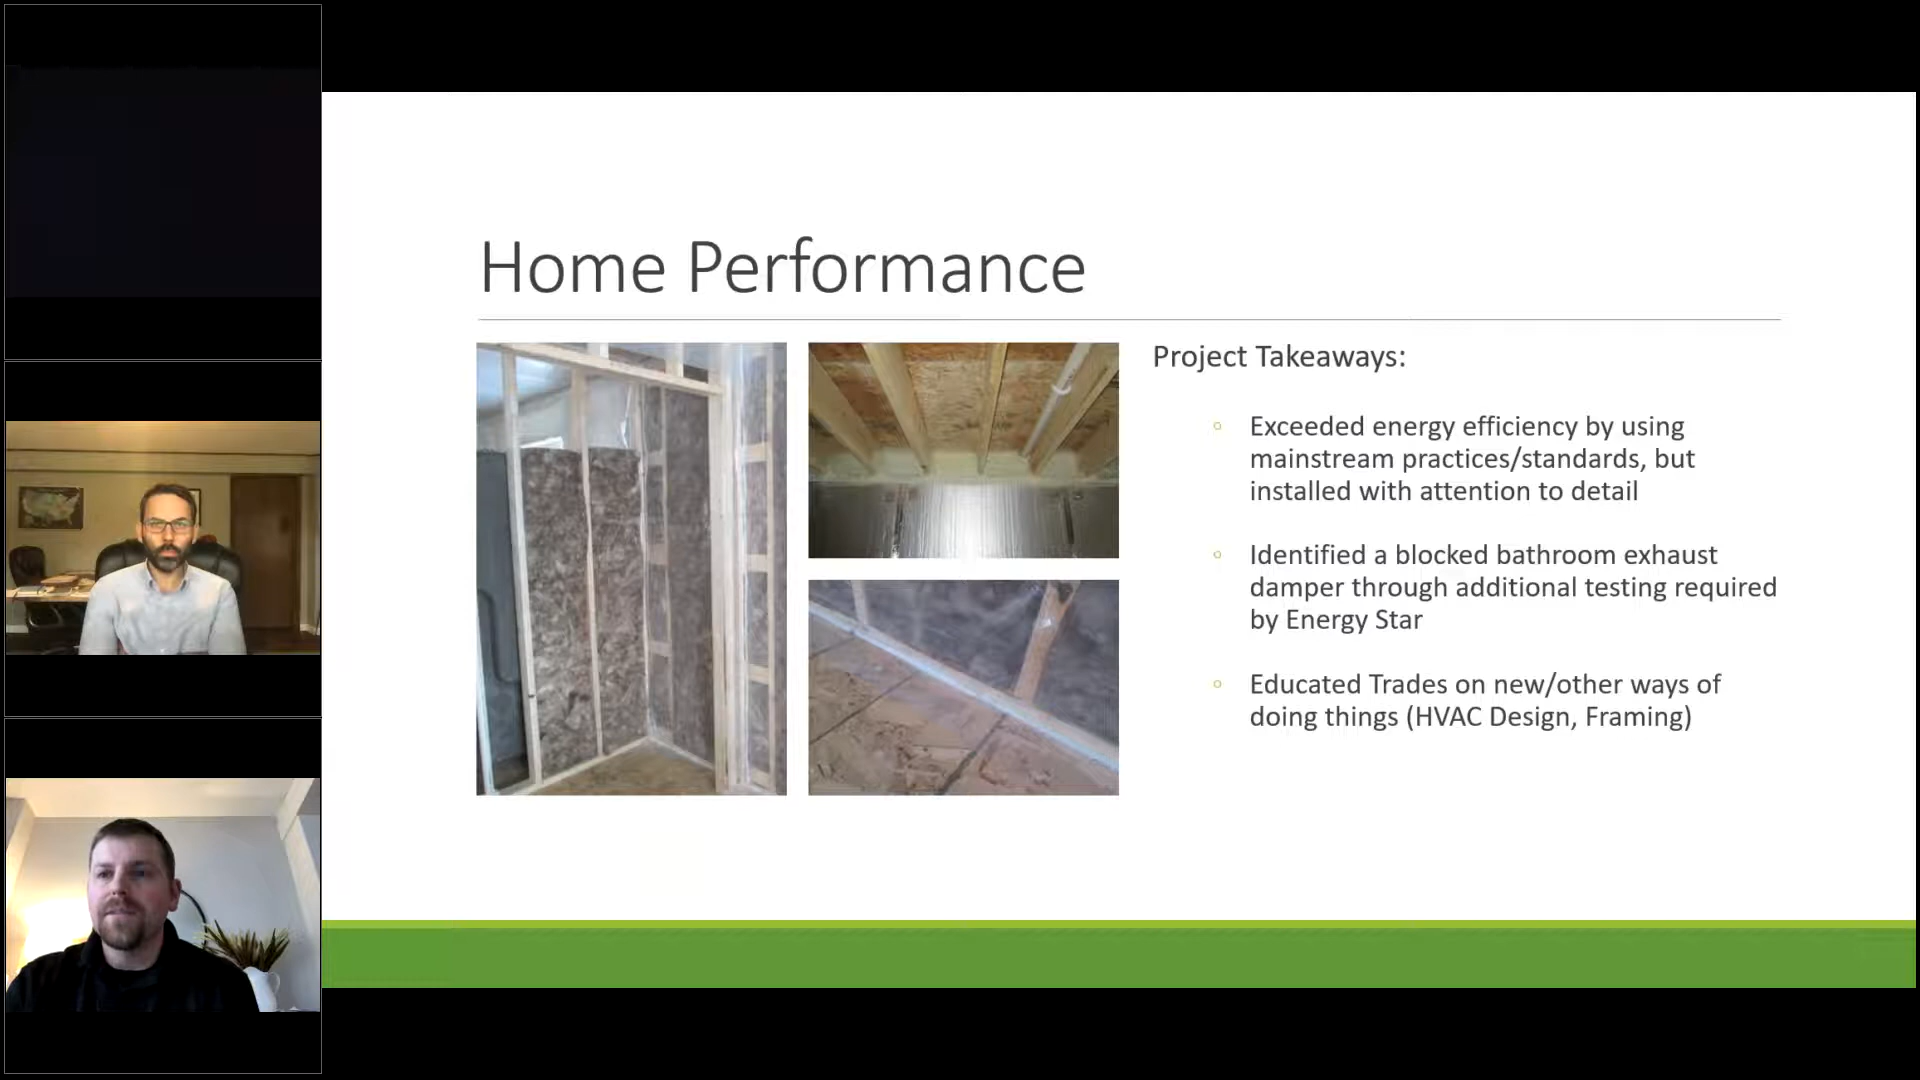 Home Performance
Project Takeaways:
Exceeded energy efficiency by using
mainstream practices/standards, but
installed with attention to detail
Identified a blocked bathroom exhaust
damper through additional testing required
by Energy Star
Educated Trades on new/other ways of
doing things (HVAC Design, Framing)